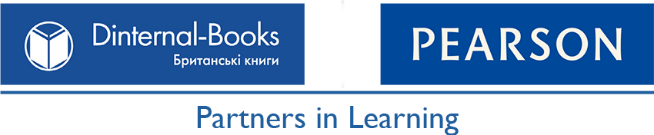 Dinternal-Books
Британські книги
PEARSON
Partners in Learning